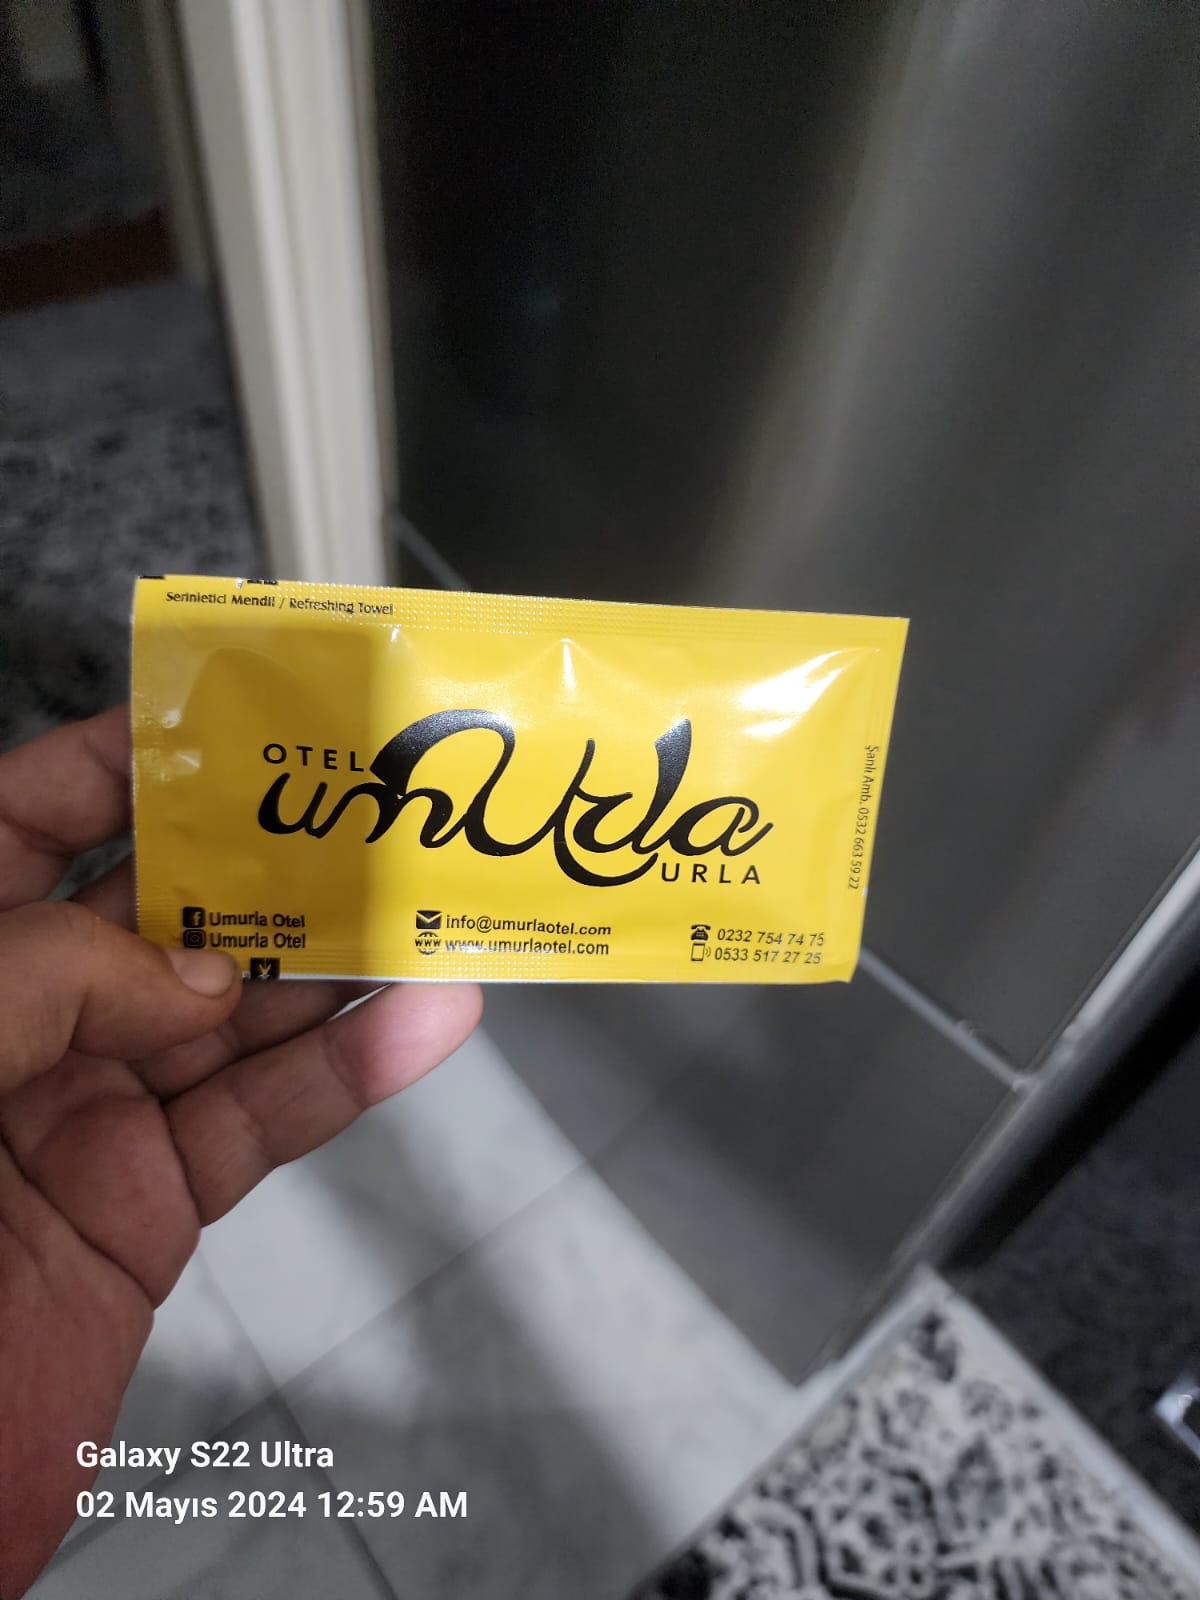 Serinletici Mendil / Refreshing Towel
OTEL
umUrla
URLA
Şanlı Amb. 0532 663 59 22
Umurla Otel
Umurla Otel
info@umurlaotel.com
www.umurlaotel.com
0232 754 74 75
0533 517 27 25
Galaxy S22 Ultra
02 Mayıs 2024 12:59 AM